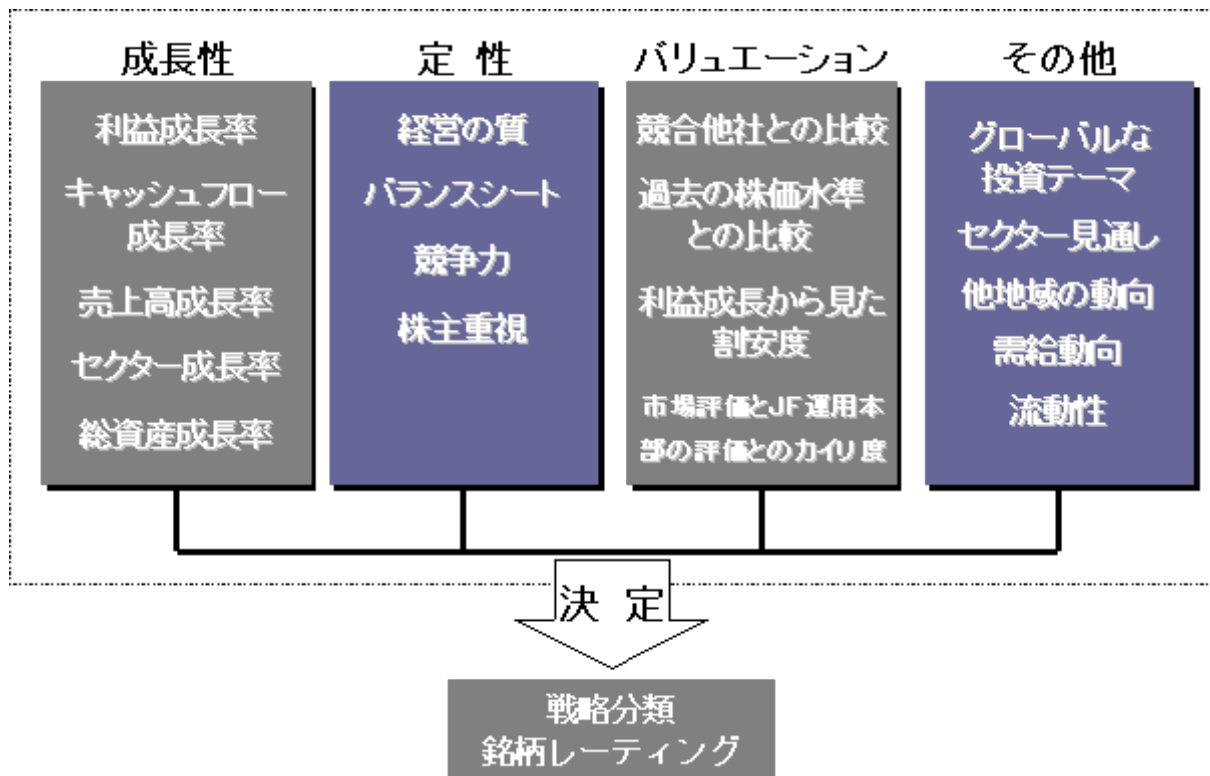 成長性
利益成長率
キャッシュフロー
成長率
売上高成長率
セクター成長率
総資産成長率
定 性
経営の質
バランスシート
競争力
株主重視
バリュエーション
競合他社との比較
過去の株価水準
との比較
利益成長から見た
割安度
市場評価とJF運用本
部の評価とのカイリ度
その他
グローバルな
投資テーマ
セクター見通し
他地域の動向
需給動向
流動性
決 定
戦略分類
銘柄レーティング